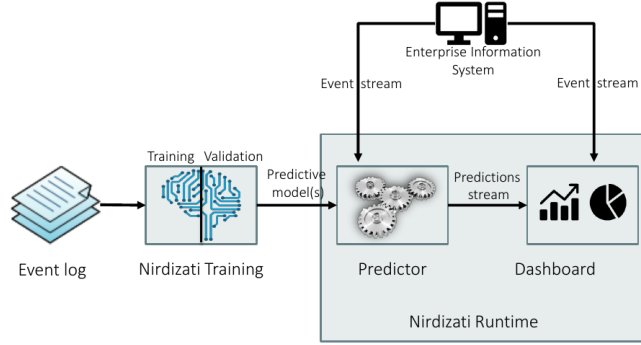 Enterprise Information
System
Event stream
Event stream
Training
Validation
Predictive
model(s)
Predictions
stream
Event log
Nirdizati Training
Predictor
Dashboard
Nirdizati Runtime